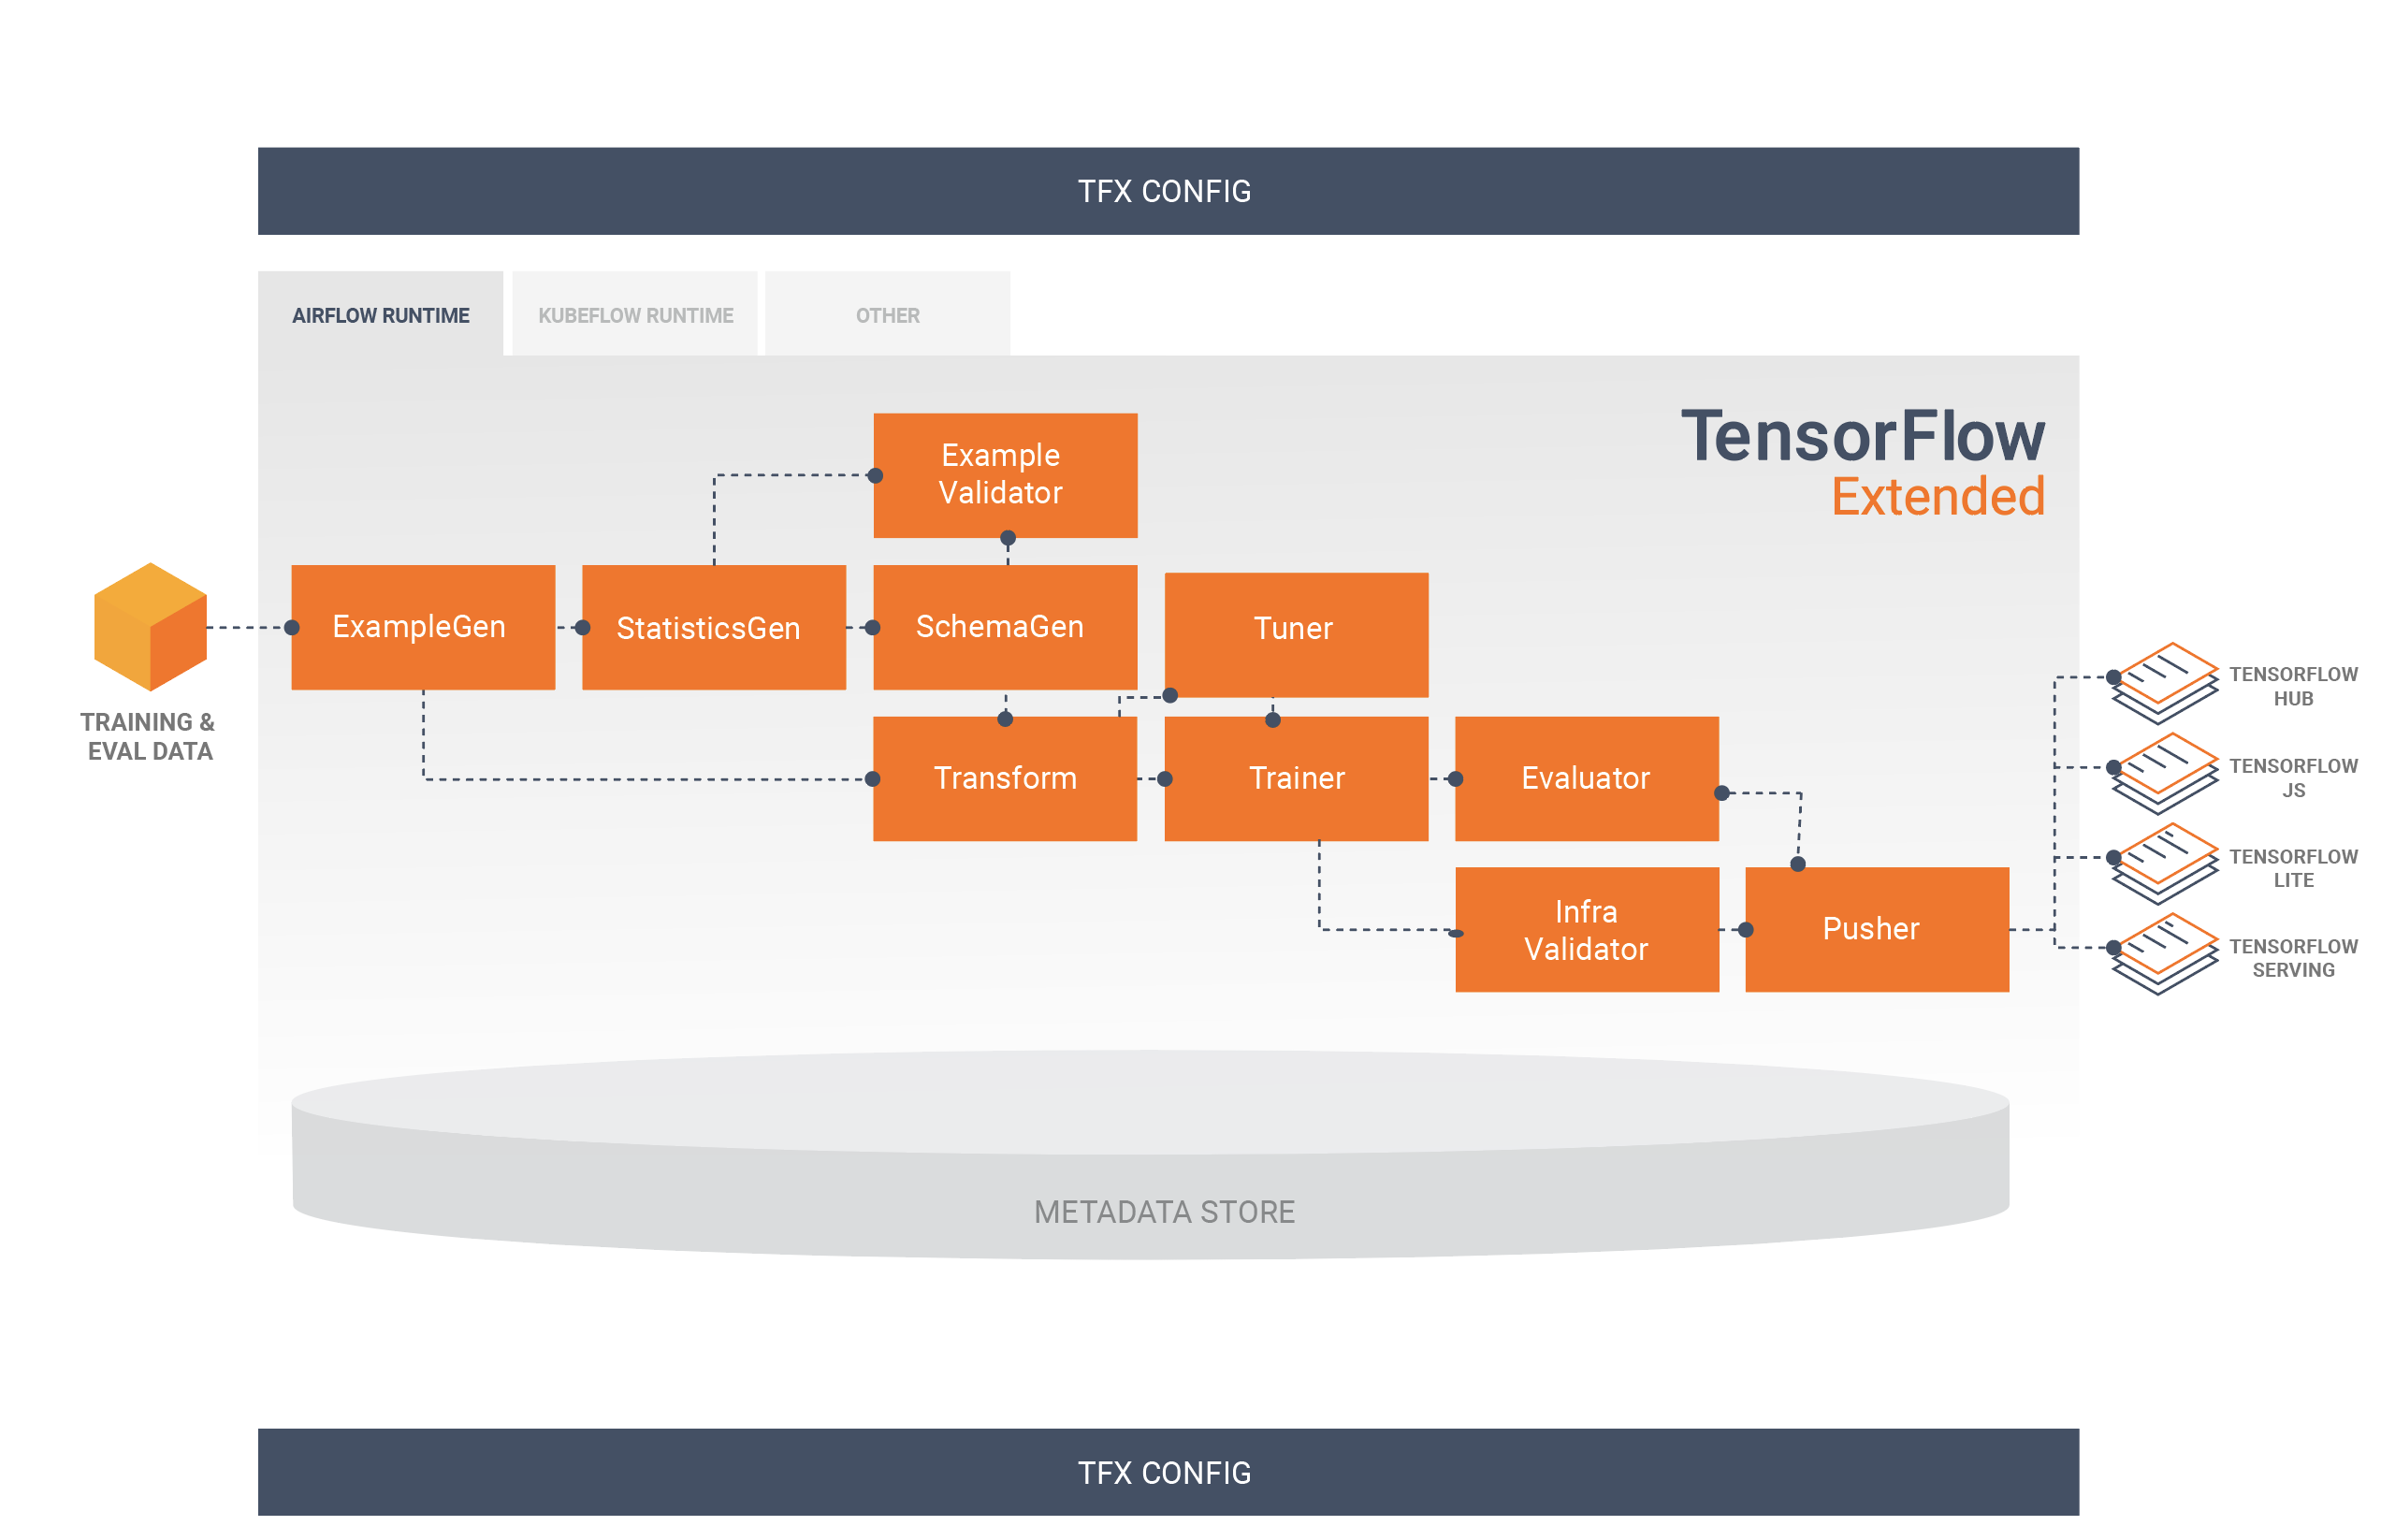 TFX CONFIG
AIRFLOW RUNTIME
KUBEFLOW RUNTIME
OTHER
TensorFlow
Extended
Example
Validator
ExampleGen
StatisticsGen
SchemaGen
Tuner
TRAINING &
EVAL DATA
Transform
Trainer
Evaluator
Infra
Validator
Pusher
TENSORFLOW
HUB
TENSORFLOW
JS
TENSORFLOW
LITE
TENSORFLOW
SERVING
METADATA STORE
TFX CONFIG